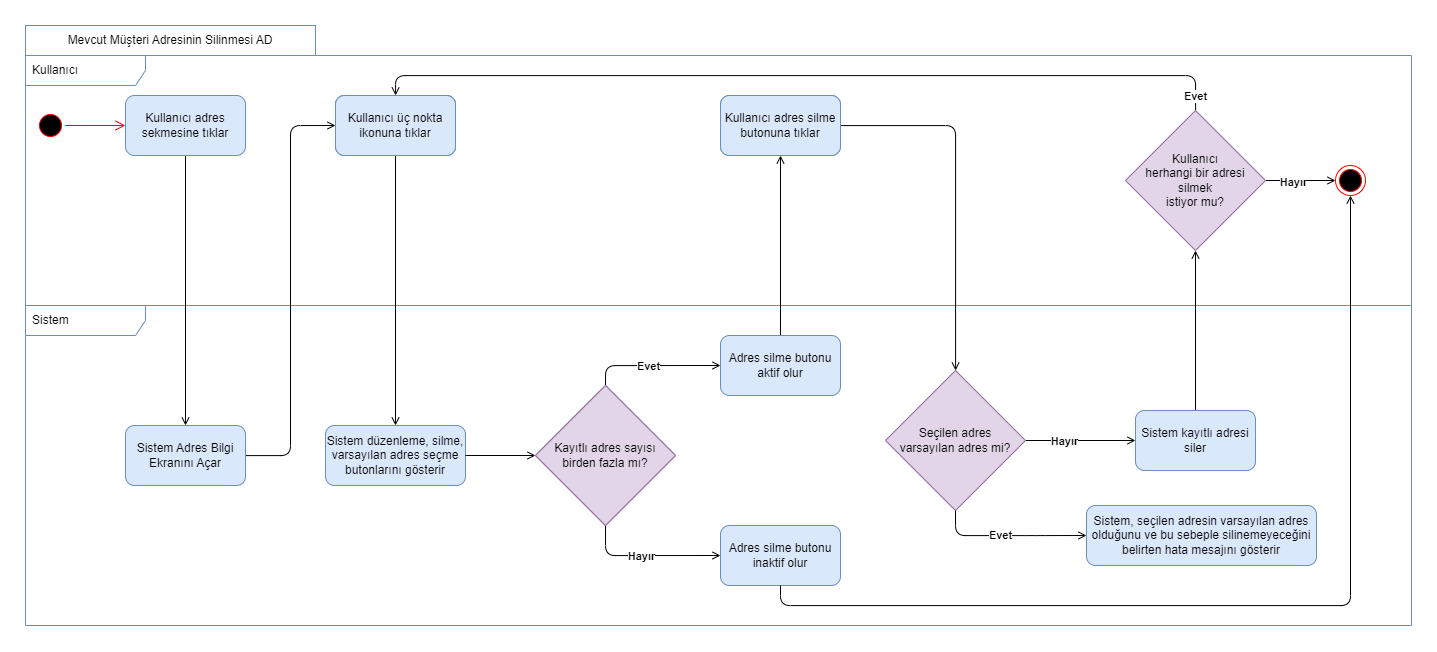 Mevcut Müşteri Adresinin Silinmesi AD
Kullanıcı
Kullanıcı adres
sekmesine tıklar
Kullanıcı üç nokta
ikonuna tıklar
Kullanıcı adres silme
butonuna tıklar
Evet
Kullanıcı
herhangi bir adresi
silmek
istiyor mu?
Hayır
Sistem
Sistem Adres Bilgi
Ekranını Açar
Sistem düzenleme, silme,
varsayılan adres seçme
butonlarını gösterir
Kayıtlı adres sayısı
birden fazla mı?
Evet
Adres silme butonu
aktif olur
Hayır
Adres silme butonu
inaktif olur
Seçilen adres
varsayılan adres mi?
Hayır
Sistem kayıtlı adresi
siler
Evet
Sistem, seçilen adresin varsayılan adres
olduğunu ve bu sebeple silinemeyeceğini
belirten hata mesajını gösterir